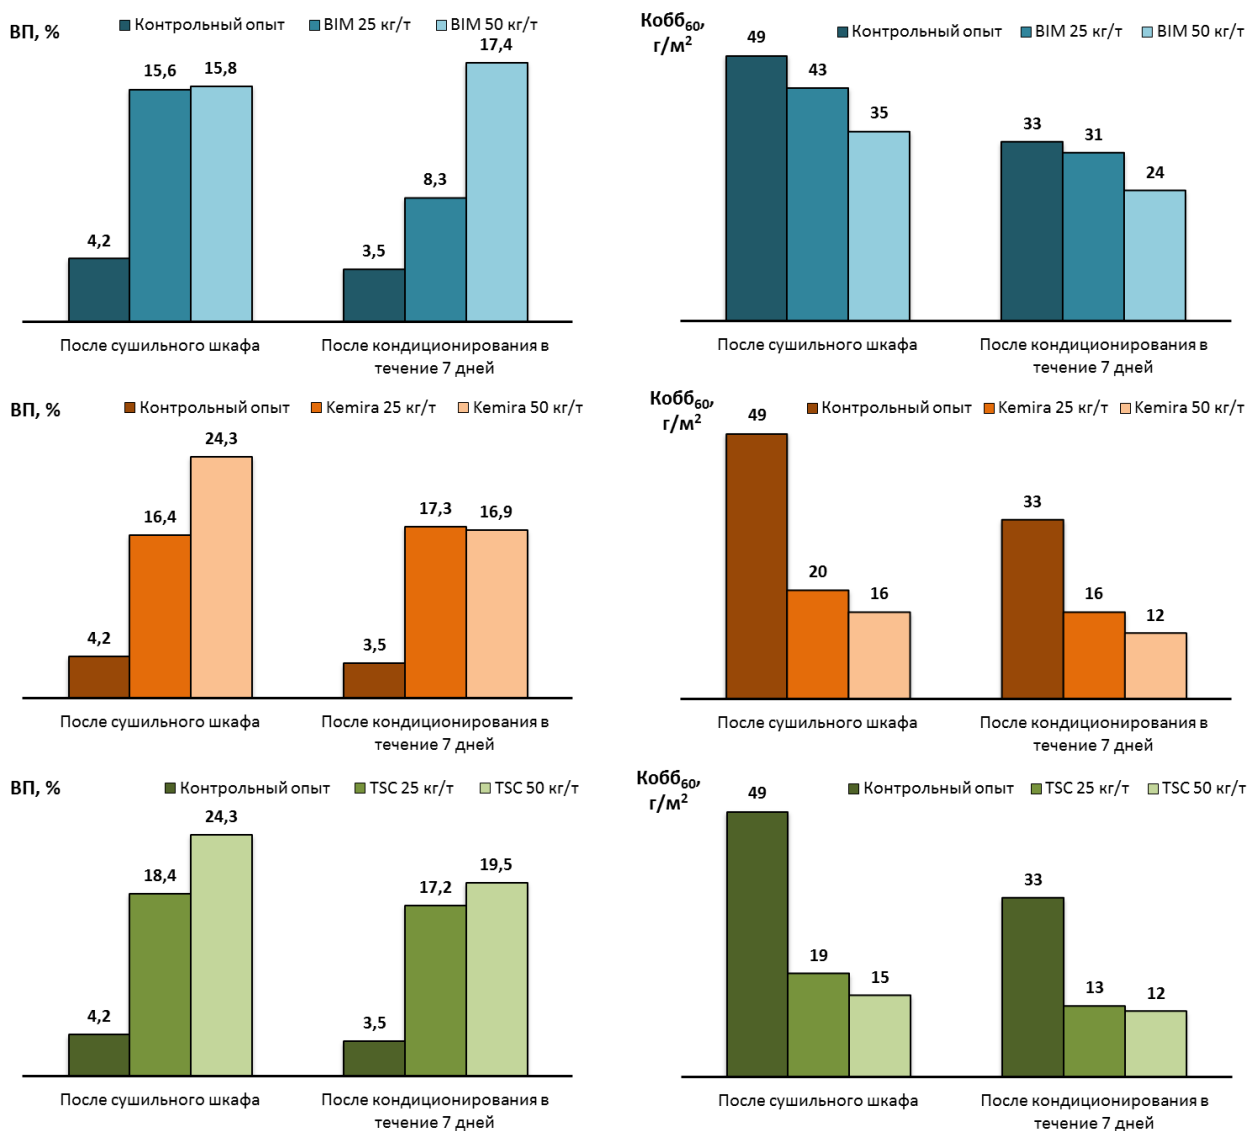 ВП, %
Контрольный опыт BIM 25 кг/т BIM 50 кг/т
4,2 15,6 15,8 3,5 8,3 17,4
После сушильного шкафа
После кондиционирования в
течение 7 дней
Кобб60,
г/м²
Контрольный опыт BIM 25 кг/т BIM 50 кг/т
49 43 35 33 31 24
После сушильного шкафа
После кондиционирования в
течение 7 дней
ВП, %
Контрольный опыт Kemira 25 кг/т Kemira 50 кг/т
4,2 16,4 24,3 3,5 17,3 16,9
После сушильного шкафа
После кондиционирования в
течение 7 дней
Кобб60,
г/м²
Контрольный опыт Kemira 25 кг/т Kemira 50 кг/т
49 20 16 33 16 12
После сушильного шкафа
После кондиционирования в
течение 7 дней
ВП, %
Контрольный опыт TSC 25 кг/т TSC 50 кг/т
4,2 18,4 24,3 3,5 17,2 19,5
После сушильного шкафа
После кондиционирования в
течение 7 дней
Кобб60,
г/м²
Контрольный опыт TSC 25 кг/т TSC 50 кг/т
49 19 15 33 13 12
После сушильного шкафа
После кондиционирования в
течение 7 дней